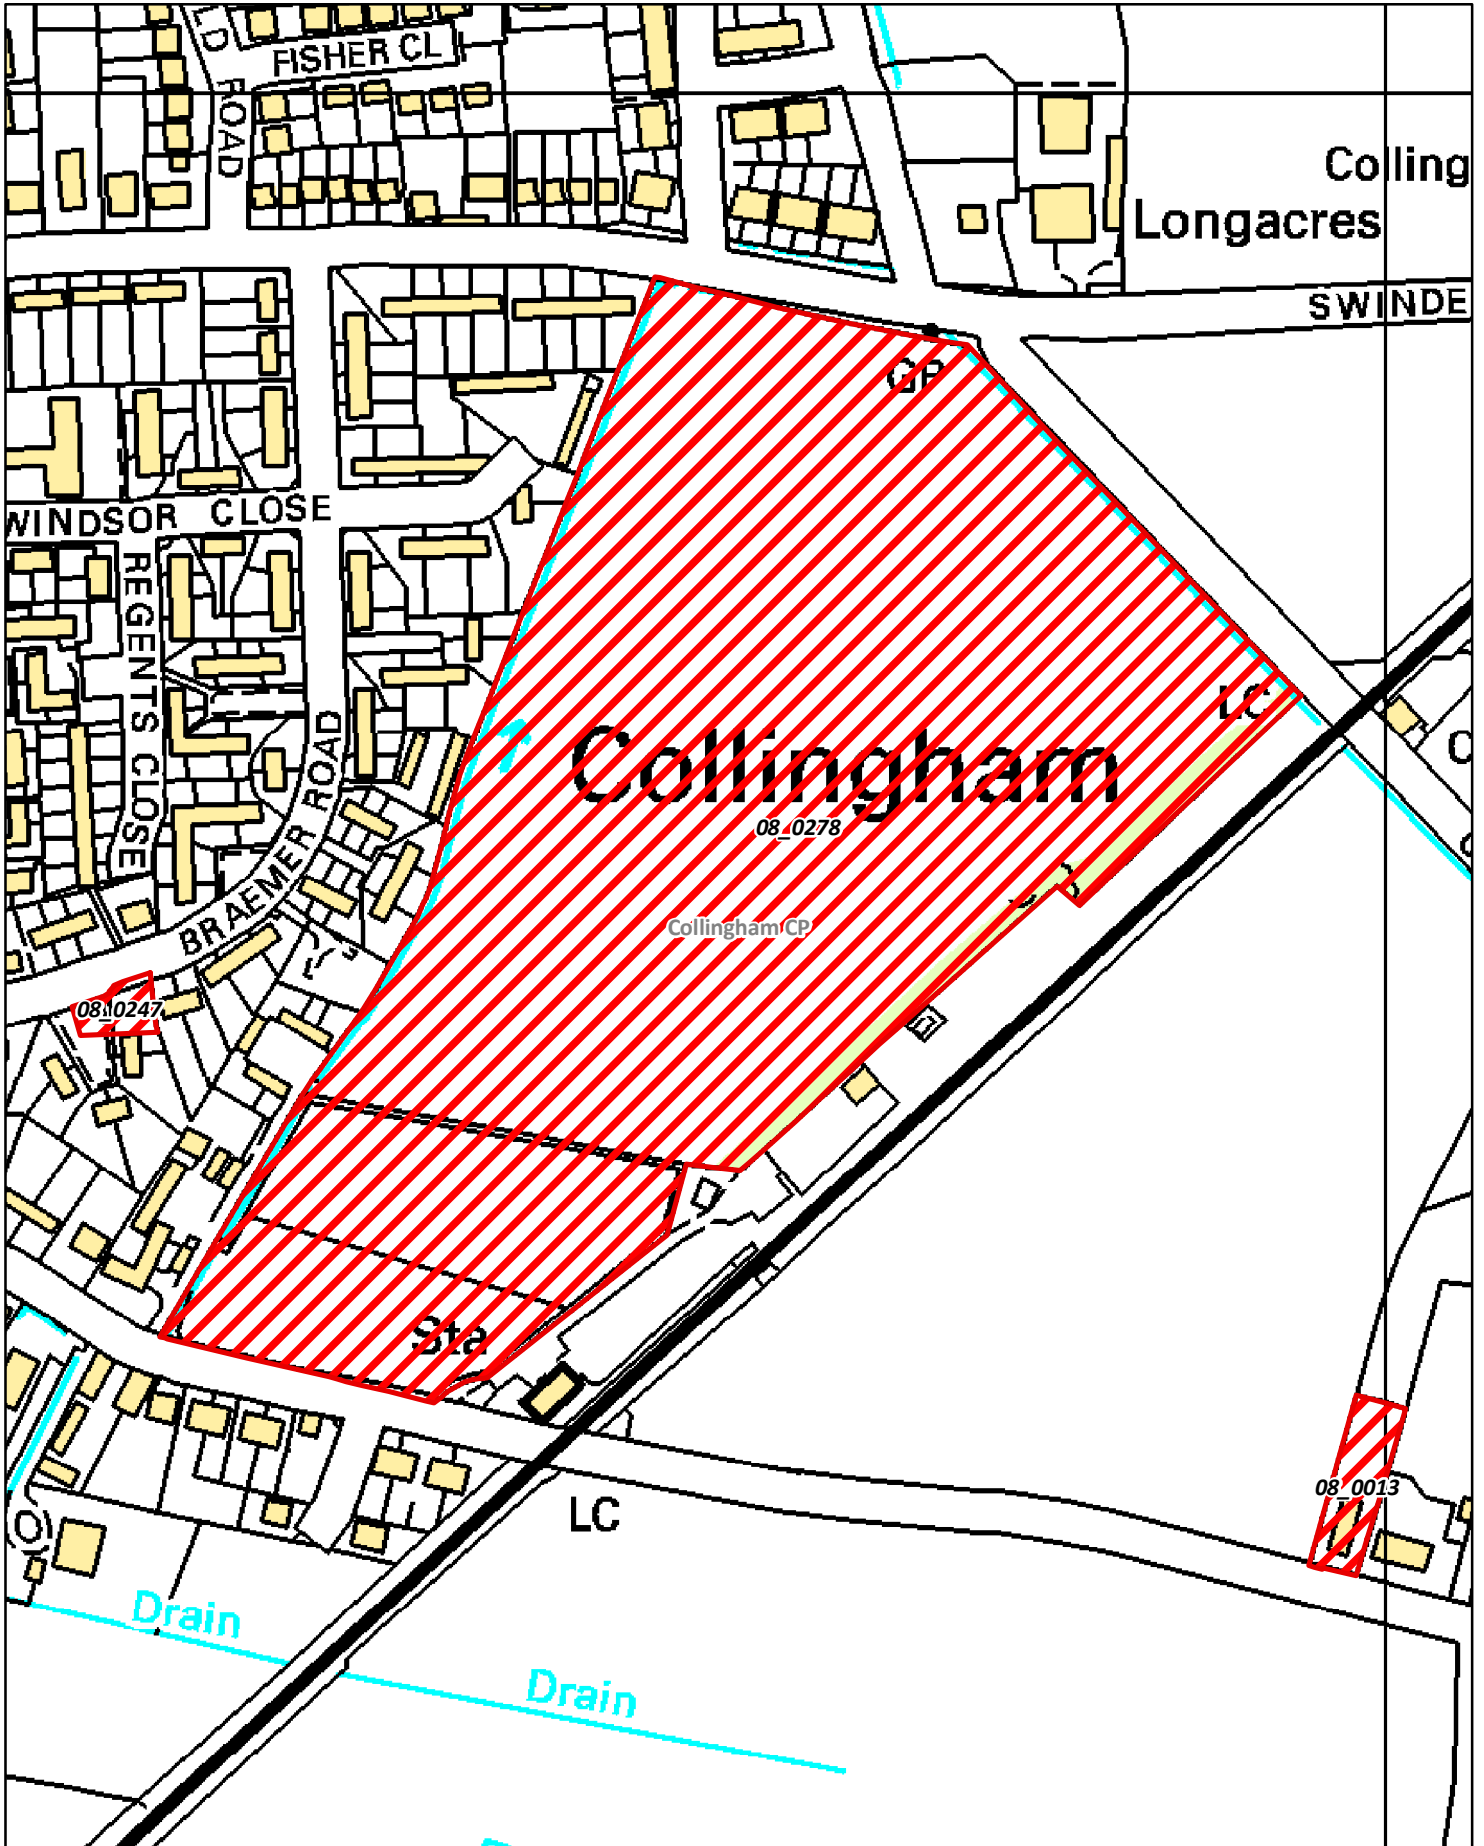 LD ROAD
FISHER CL
Colling
Longacres
SWINDE
GP
WINDSOR CLOSE
REGENTS CLOSE
BRAEMER ROAD
LC
Collingham
08_0278
Collingham CP
08_0247
Sta
08_0013
LC
Drain
Drain